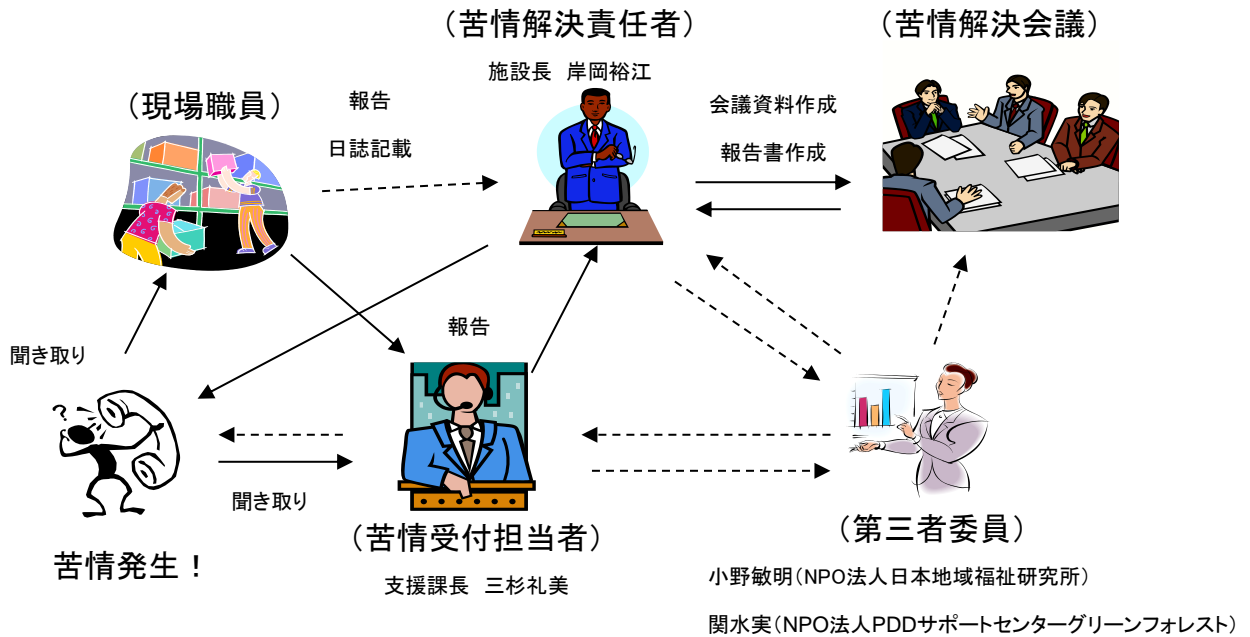 （苦情解決責任者）
施設長　岸岡裕江
（苦情解決会議）
（現場職員）
報告
日誌記載
会議資料作成
報告書作成
聞き取り
報告
?
聞き取り
苦情発生！
（苦情受付担当者）
支援課長　三杉礼美
（第三者委員）
小野敏明（NPO法人日本地域福祉研究所）
関水実（NPO法人PDDサポートセンターグリーンフォレスト）